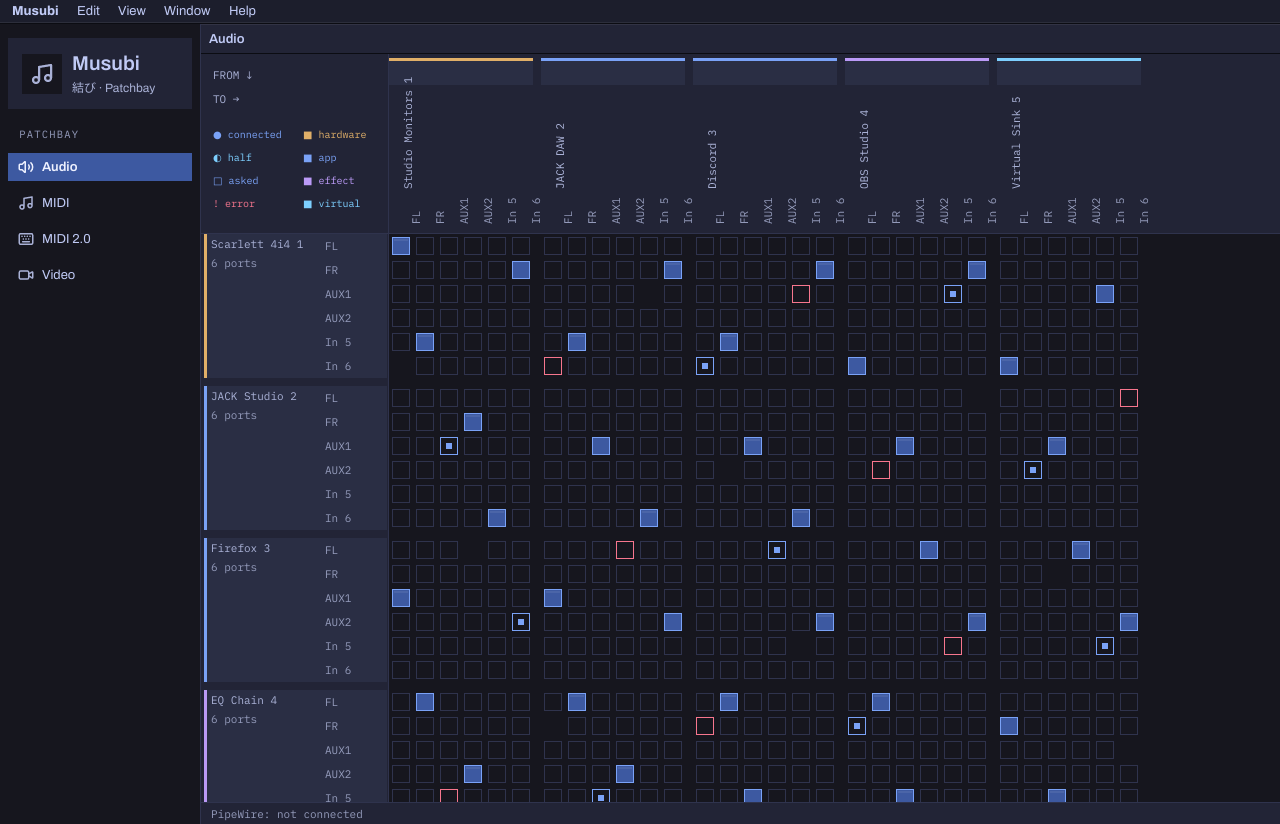 Musubi Edit View Window Help
Musubi
結び · Patchbay
PATCHBAY
Audio
MIDI
MIDI 2.0
Video
Audio
FROM ↓
TO →
● connected ■ hardware
◐ half ■ app
□ asked ■ effect
! error ■ virtual
Studio Monitors 1
JACK DAW 2
Discord 3
OBS Studio 4
Virtual Sink 5
FL FR AUX1 AUX2 In 5 In 6 FL FR AUX1 AUX2 In 5 In 6 FL FR AUX1 AUX2 In 5 In 6 FL FR AUX1 AUX2 In 5 In 6 FL FR AUX1 AUX2 In 5 In 6
Scarlett 4i4 1 FL
6 ports
FR
AUX1
AUX2
In 5
In 6
JACK Studio 2 FL
6 ports
FR
AUX1
AUX2
In 5
In 6
Firefox 3 FL
6 ports
FR
AUX1
AUX2
In 5
In 6
EQ Chain 4 FL
6 ports
FR
AUX1
AUX2
In 5
PipeWire: not connected